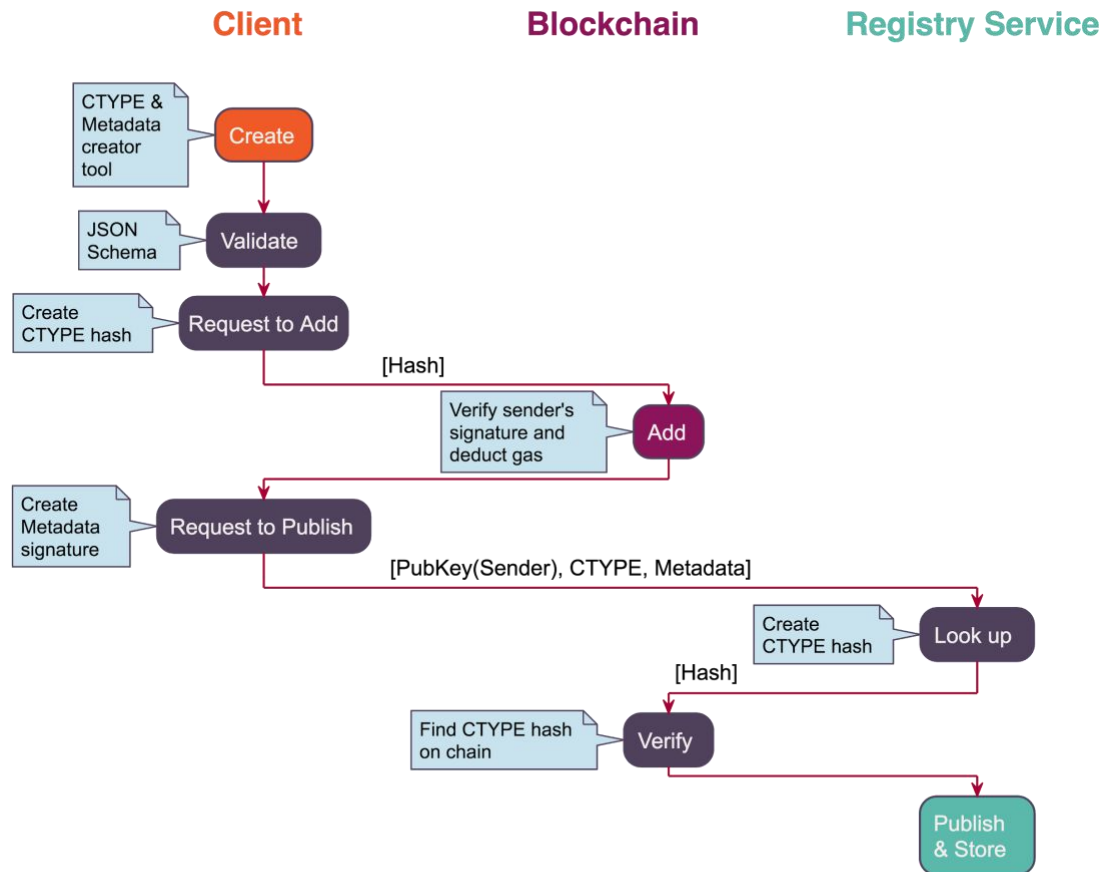 Client
Blockchain
Registry Service
CTYPE &
Metadata
creator
tool
Create
JSON
Schema
Validate
Create
CTYPE hash
Request to Add
[Hash]
Verify sender's
signature and
deduct gas
Add
Create
Metadata
signature
Request to Publish
[PubKey(Sender), CTYPE, Metadata]
Create
CTYPE hash
Look up
[Hash]
Find CTYPE hash
on chain
Verify
Publish
& Store